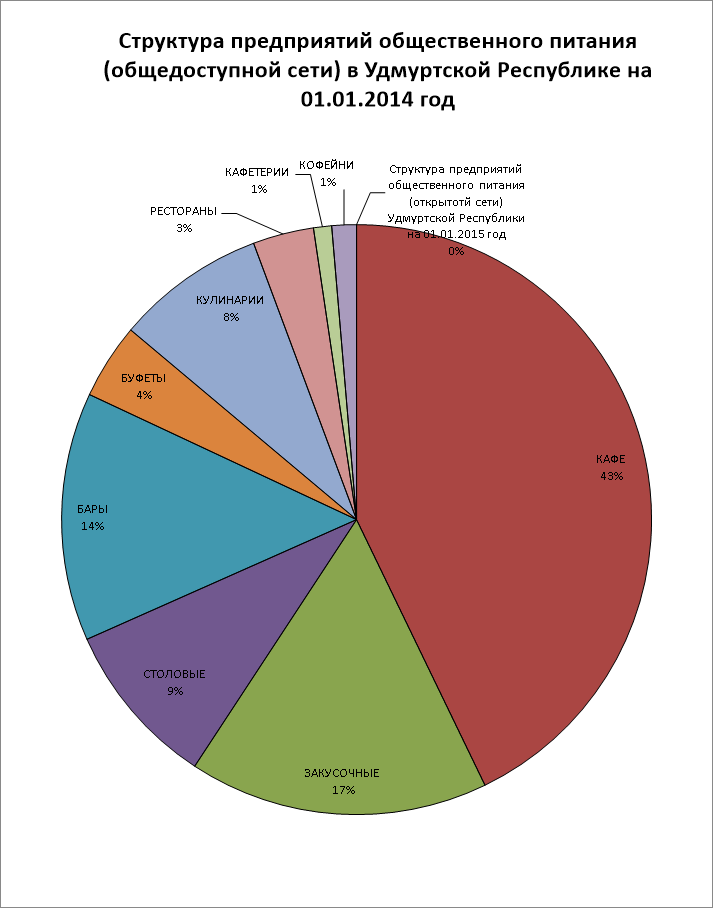 Структура предприятий общественного питания
(общедоступной сети) в Удмуртской Республике на
01.01.2014 год
КОФЕЙНИ
1%
КАФЕТЕРИИ
1%
РЕСТОРАНЫ
3%
Структура предприятий
общественного питания
(открытотй сети)
Удмуртской Республики
на 01.01.2015 год
0%
КУЛИНАРИИ
8%
БУФЕТЫ
4%
КАФЕ
43%
БАРЫ
14%
СТОЛОВЫЕ
9%
ЗАКУСОЧНЫЕ
17%